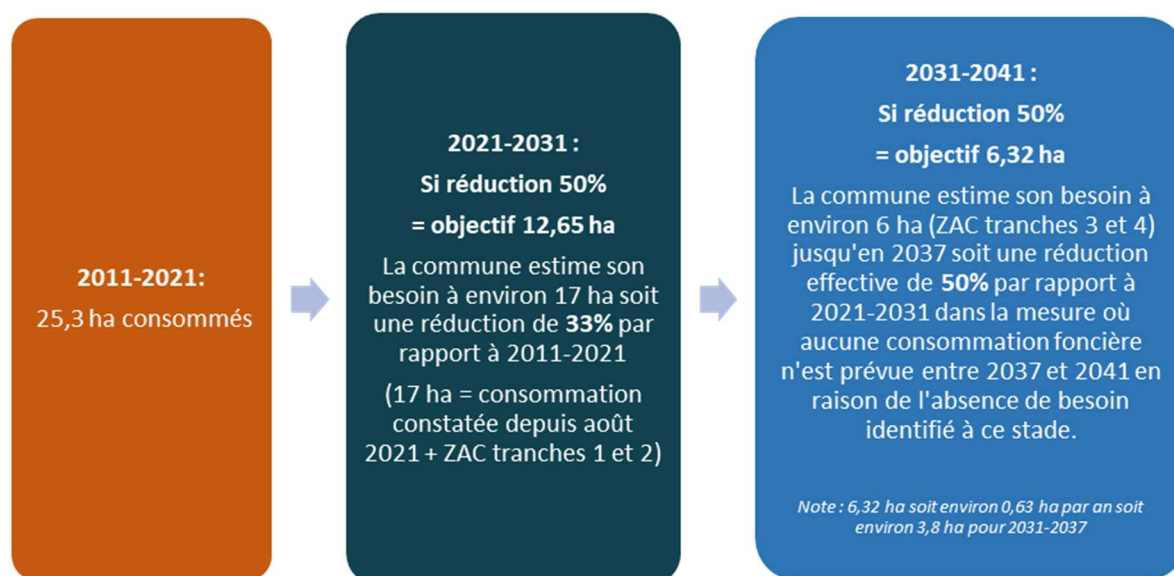 2011-2021:
25,3 ha consommés
2021-2031 :
Si réduction 50%
= objectif 12,65 ha
La commune estime son
besoin à environ 17 ha soit
une réduction de 33% par
rapport à 2011-2021
(17 ha = consommation
constatée depuis août
2021 + ZAC tranches 1 et 2)
2031-2041 :
Si réduction 50%
= objectif 6,32 ha
La commune estime son besoin à
environ 6 ha (ZAC tranches 3 et 4)
jusqu'en 2037 soit une réduction
effective de 50% par rapport à
2021-2031 dans la mesure où
aucune consommation foncière
n'est prévue entre 2037 et 2041 en
raison de l'absence de besoin
identifié à ce stade.
Note : 6,32 ha soit environ 0,63 ha par an soit
environ 3,8 ha pour 2031-2037